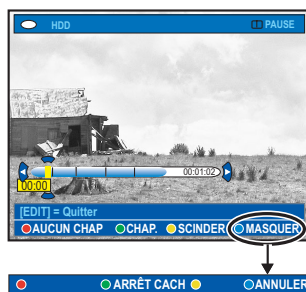 HDD PAUSE
00:01:02
00:00
[EDIT] = Quitter
AUCUN CHAP CHAP. SCINDER MASQUER
ARRÊT CACH ANNULER